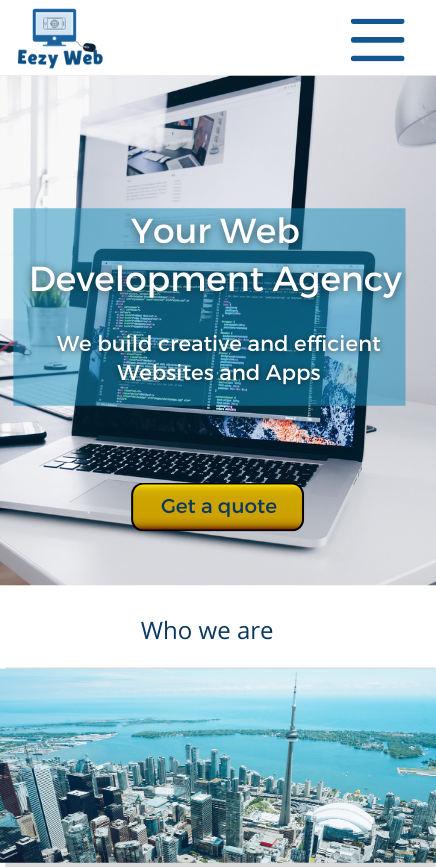 Eezy Web
Your Web
Development Agency
We build creative and efficient
Websites and Apps
Get a quote
Who we are